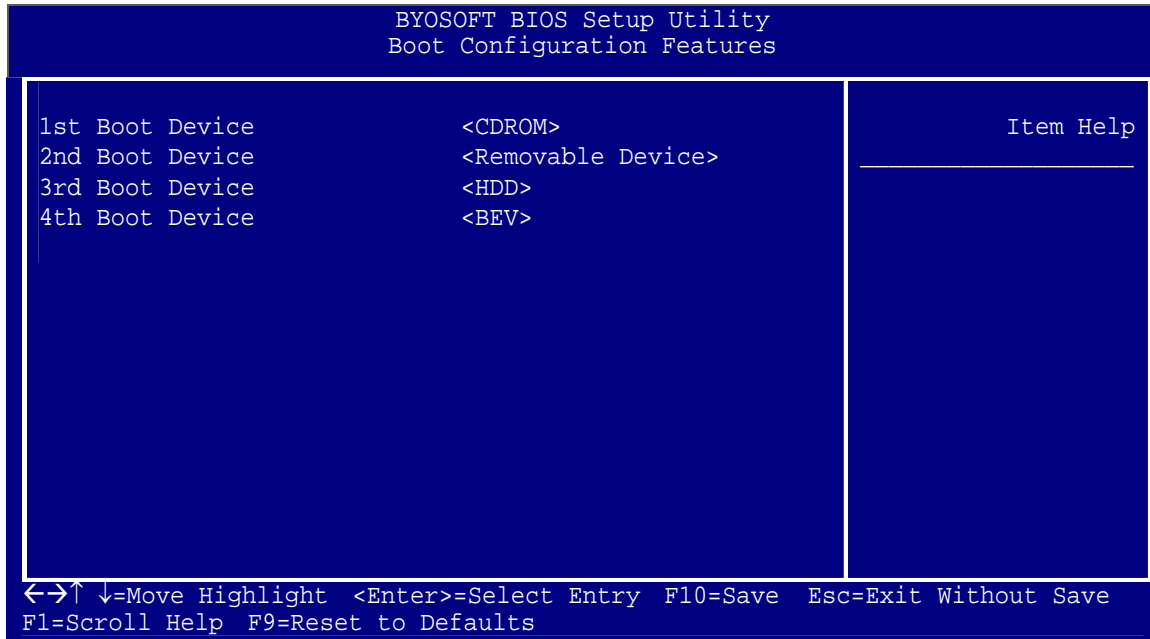 BYOSOFT BIOS Setup Utility
Boot Configuration Features
1st Boot Device <CDROM>
2nd Boot Device <Removable Device>
3rd Boot Device <HDD>
4th Boot Device <BEV>
Item Help
___________________
←→↑ ↓=Move Highlight <Enter>=Select Entry F10=Save Esc=Exit Without Save
F1=Scroll Help F9=Reset to Defaults